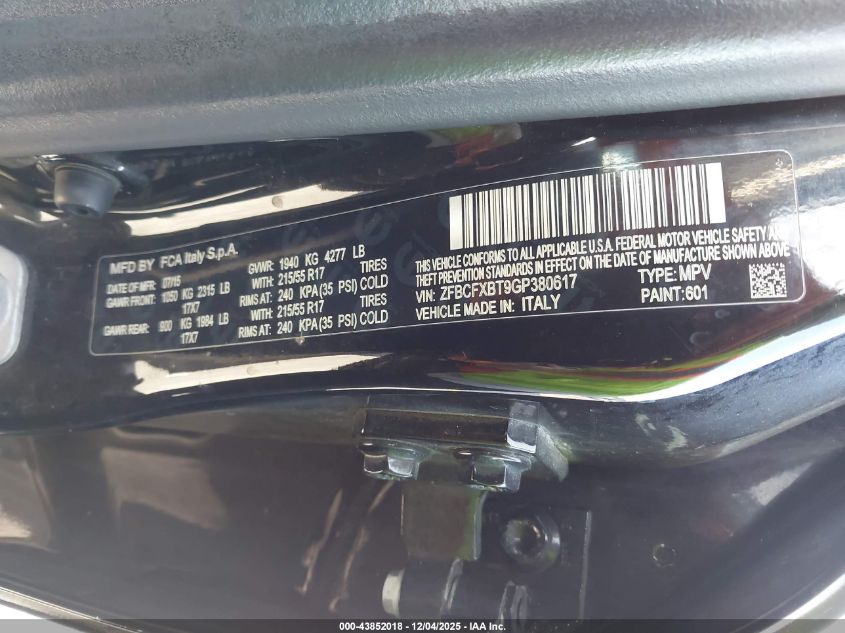 MFD BY FCA Italy S.p.A.
DATE OF MFR 07/15 GVWR: 1940 KG 4277 LB
GAWR FRONT: 1050 KG 2315 LB WITH: 215/55 R17 TIRES
17X7 RIMS AT: 240 KPA(35 PSI) COLD
GAWR REAR: 900 KG 1984 LB WITH: 215/55 R17 TIRES
17X7 RIMS AT: 240 KPA(35 PSI) COLD
THIS VEHICLE CONFORMS TO ALL APPLICABLE U.S.A. FEDERAL MOTOR VEHICLE SAFETY AND
THEFT PREVENTION STANDARDS IN EFFECT ON THE DATE OF MANUFACTURE SHOWN ABOVE
VIN: ZFBCFXBT9GP380617 TYPE: MPV
VEHICLE MADE IN: ITALY PAINT: 601
000-43852018 - 12/04/2025 - IAA Inc.